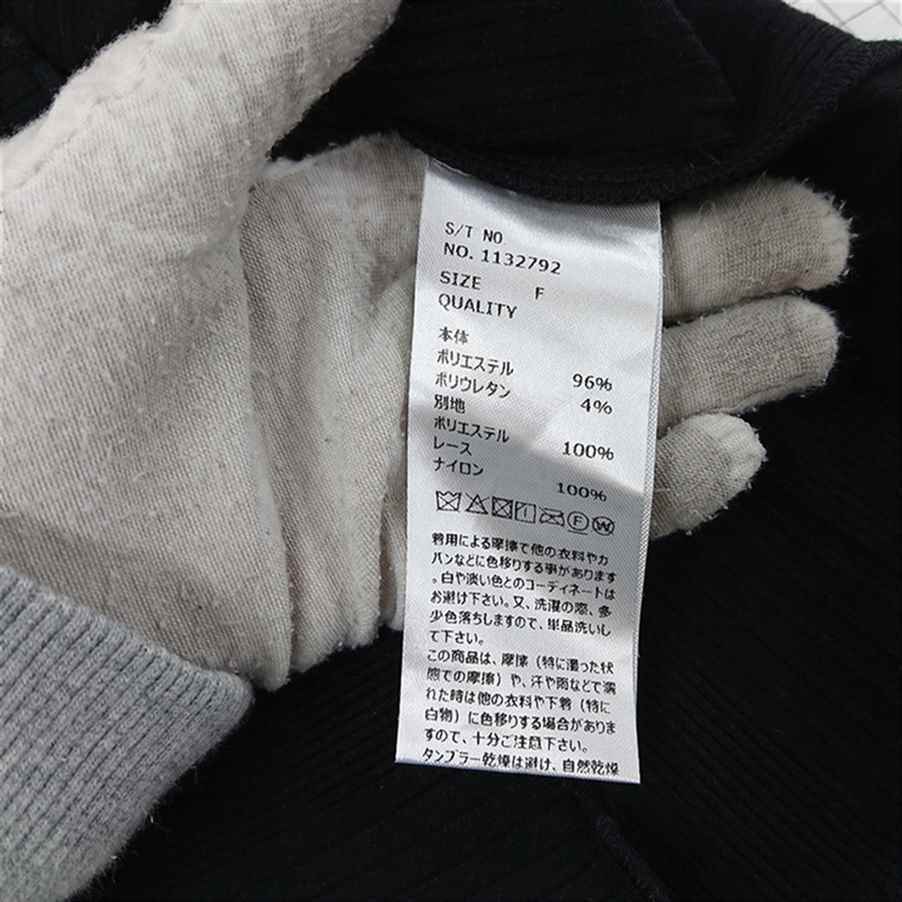 S/T NO
NO. 1132792
SIZE F
QUALITY
本体
ポリエステル 96%
ポリウレタン 4%
別地
ポリエステル 100%
レース
ナイロン 100%
F W
着用による摩擦で他の衣料やカ
バンなどに色移りする事があります
。白や淡い色とのコーディネートは
お避け下さい。又、洗濯の際、多
少色落ちしますので、単品洗いし
て下さい。
この商品は、摩擦（特に濁った状
態での摩擦）や、汗や雨などで濡
れた時は他の衣料や下着（特に
白物）に色移りする場合がありま
すので、十分ご注意下さい。
タンブラー乾燥は避け、自然乾燥